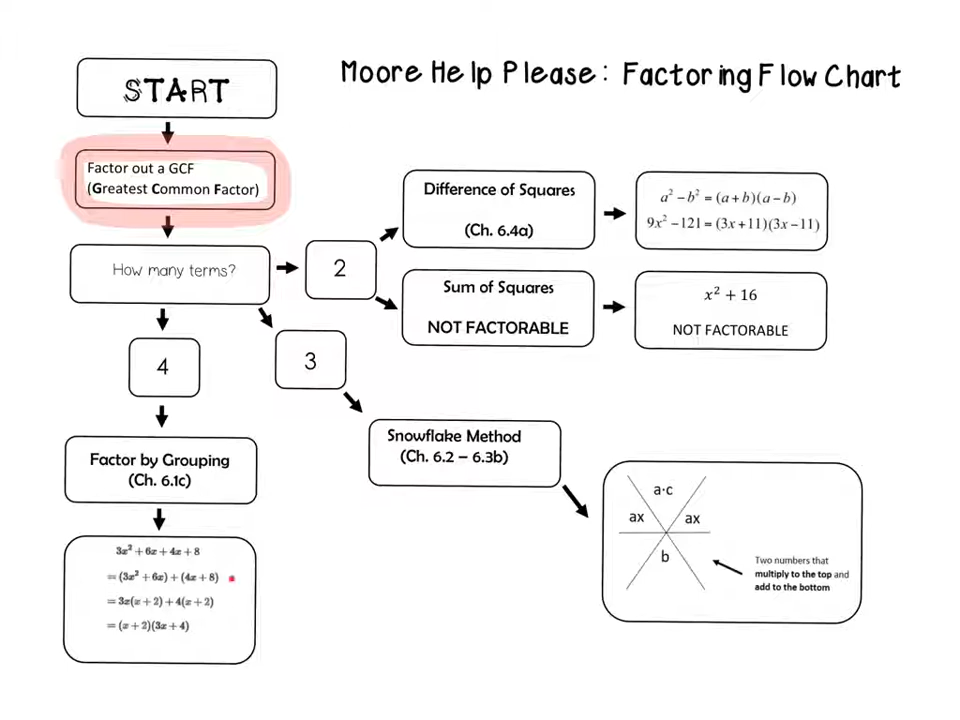 Moore Help Please: Factoring Flow Chart
START
Factor out a GCF
(Greatest Common Factor)
How many terms?
2
Difference of Squares
(Ch. 6.4a)
a² − b² = (a+b)(a−b)
9x² −121 = (3x+11)(3x−11)
Sum of Squares
NOT FACTORABLE
x² + 16
NOT FACTORABLE
3
Snowflake Method
(Ch. 6.2 – 6.3b)
a·c
ax
ax
b
Two numbers that
multiply to the top and
add to the bottom
4
Factor by Grouping
(Ch. 6.1c)
3x² + 6x + 4x + 8
= (3x² + 6x) + (4x + 8)
= 3x(x + 2) + 4(x + 2)
= (x + 2)(3x + 4)